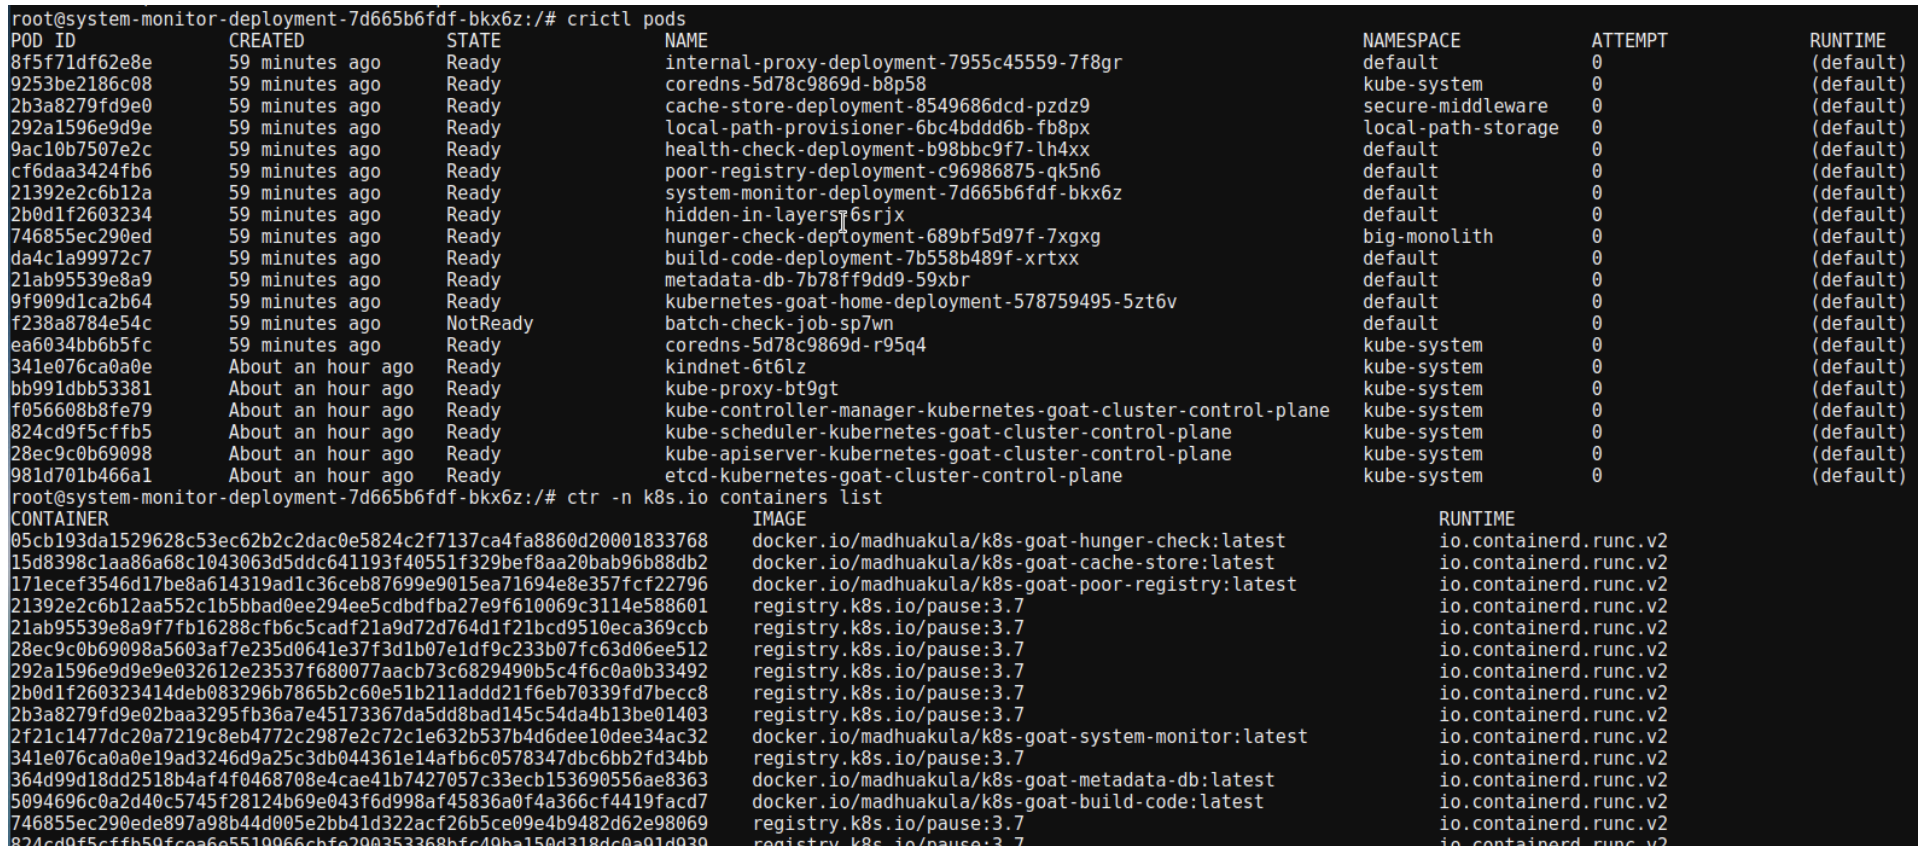 root@system-monitor-deployment-7d665b6fdf-bkx6z:/# crictl pods
POD ID CREATED STATE NAME NAMESPACE ATTEMPT RUNTIME
8f5f71df62e8e 59 minutes ago Ready internal-proxy-deployment-7955c45559-7f8gr default 0 (default)
9253be2186c08 59 minutes ago Ready coredns-5d78c9869d-b8p58 kube-system 0 (default)
2b3a8279fd9e0 59 minutes ago Ready cache-store-deployment-8549686dcd-pzdz9 secure-middleware 0 (default)
292a1596e9d9e 59 minutes ago Ready local-path-provisioner-6bc4bddd6b-fb8px local-path-storage 0 (default)
9ac10b7507e2c 59 minutes ago Ready health-check-deployment-b98bbc9f7-lh4xx default 0 (default)
cf6daa3424fb6 59 minutes ago Ready poor-registry-deployment-c96986875-qk5n6 default 0 (default)
21392e2c6b12a 59 minutes ago Ready system-monitor-deployment-7d665b6fdf-bkx6z default 0 (default)
2b0d1f2603234 59 minutes ago Ready hidden-in-layers-6srjx default 0 (default)
746855ec290ed 59 minutes ago Ready hunger-check-deployment-689bf5d97f-7xgxg big-monolith 0 (default)
da4c1a99972c7 59 minutes ago Ready build-code-deployment-7b558b489f-xrtxx default 0 (default)
21ab95539e8a9 59 minutes ago Ready metadata-db-7b78ff9dd9-59xbr default 0 (default)
9f909d1ca2b64 59 minutes ago Ready kubernetes-goat-home-deployment-578759495-5zt6v default 0 (default)
f238a8784e54c 59 minutes ago NotReady batch-check-job-sp7wn default 0 (default)
ea6034bb6b5fc 59 minutes ago Ready coredns-5d78c9869d-r95q4 kube-system 0 (default)
341e076ca0a0e About an hour ago Ready kindnet-6t6lz kube-system 0 (default)
bb991dbb53381 About an hour ago Ready kube-proxy-bt9gt kube-system 0 (default)
f056608b8fe79 About an hour ago Ready kube-controller-manager-kubernetes-goat-cluster-control-plane kube-system 0 (default)
824cd9f5cffb5 About an hour ago Ready kube-scheduler-kubernetes-goat-cluster-control-plane kube-system 0 (default)
28ec9c0b69098 About an hour ago Ready kube-apiserver-kubernetes-goat-cluster-control-plane kube-system 0 (default)
981d701b466a1 About an hour ago Ready etcd-kubernetes-goat-cluster-control-plane kube-system 0 (default)
root@system-monitor-deployment-7d665b6fdf-bkx6z:/# ctr -n k8s.io containers list
CONTAINER IMAGE RUNTIME
05cb193da1529628c53ec62b2c2dac0e5824c2f7137ca4fa8860d20001833768 docker.io/madhuakula/k8s-goat-hunger-check:latest io.containerd.runc.v2
15d8398c1aa86a68c1043063d5ddc641193f40551f329bef8aa20bab96b88db2 docker.io/madhuakula/k8s-goat-cache-store:latest io.containerd.runc.v2
171ecef3546d17be8a614319ad1c36ceb87699e9015ea71694e8e357fcf22796 docker.io/madhuakula/k8s-goat-poor-registry:latest io.containerd.runc.v2
21392e2c6b12aa552c1b5bbad0ee294ee5cdbdfba27e9f610069c3114e588601 registry.k8s.io/pause:3.7 io.containerd.runc.v2
21ab95539e8a9f7fb16288cfb6c5cadf21a9d72d764d1f21bcd9510eca369ccb registry.k8s.io/pause:3.7 io.containerd.runc.v2
28ec9c0b69098a5603af7e235d0641e37f3d1b07e1df9c233b07fc63d06ee512 registry.k8s.io/pause:3.7 io.containerd.runc.v2
292a1596e9d9e9e032612e23537f680077aacb73c6829490b5c4f6c0a0b33492 registry.k8s.io/pause:3.7 io.containerd.runc.v2
2b0d1f260323414deb083296b7865b2c60e51b211addd21f6eb70339fd7becc8 registry.k8s.io/pause:3.7 io.containerd.runc.v2
2b3a8279fd9e02baa3295fb36a7e45173367da5dd8bad145c54da4b13be01403 registry.k8s.io/pause:3.7 io.containerd.runc.v2
2f21c1477dc20a7219c8eb4772c2987e2c72c1e632b537b4d6dee10dee34ac32 docker.io/madhuakula/k8s-goat-system-monitor:latest io.containerd.runc.v2
341e076ca0a0e19ad3246d9a25c3db044361e14afb6c0578347dbc6bb2fd34bb registry.k8s.io/pause:3.7 io.containerd.runc.v2
364d99d18dd2518b4af4f0468708e4cae41b7427057c33ecb153690556ae8363 docker.io/madhuakula/k8s-goat-metadata-db:latest io.containerd.runc.v2
5094696c0a2d40c5745f28124b69e043f6d998af45836a0f4a366cf4419facd7 docker.io/madhuakula/k8s-goat-build-code:latest io.containerd.runc.v2
746855ec290ede897a98b44d005e2bb41d322acf26b5ce09e4b9482d62e98069 registry.k8s.io/pause:3.7 io.containerd.runc.v2
registry.k8s.io/pause:3.7 io.containerd.runc.v2